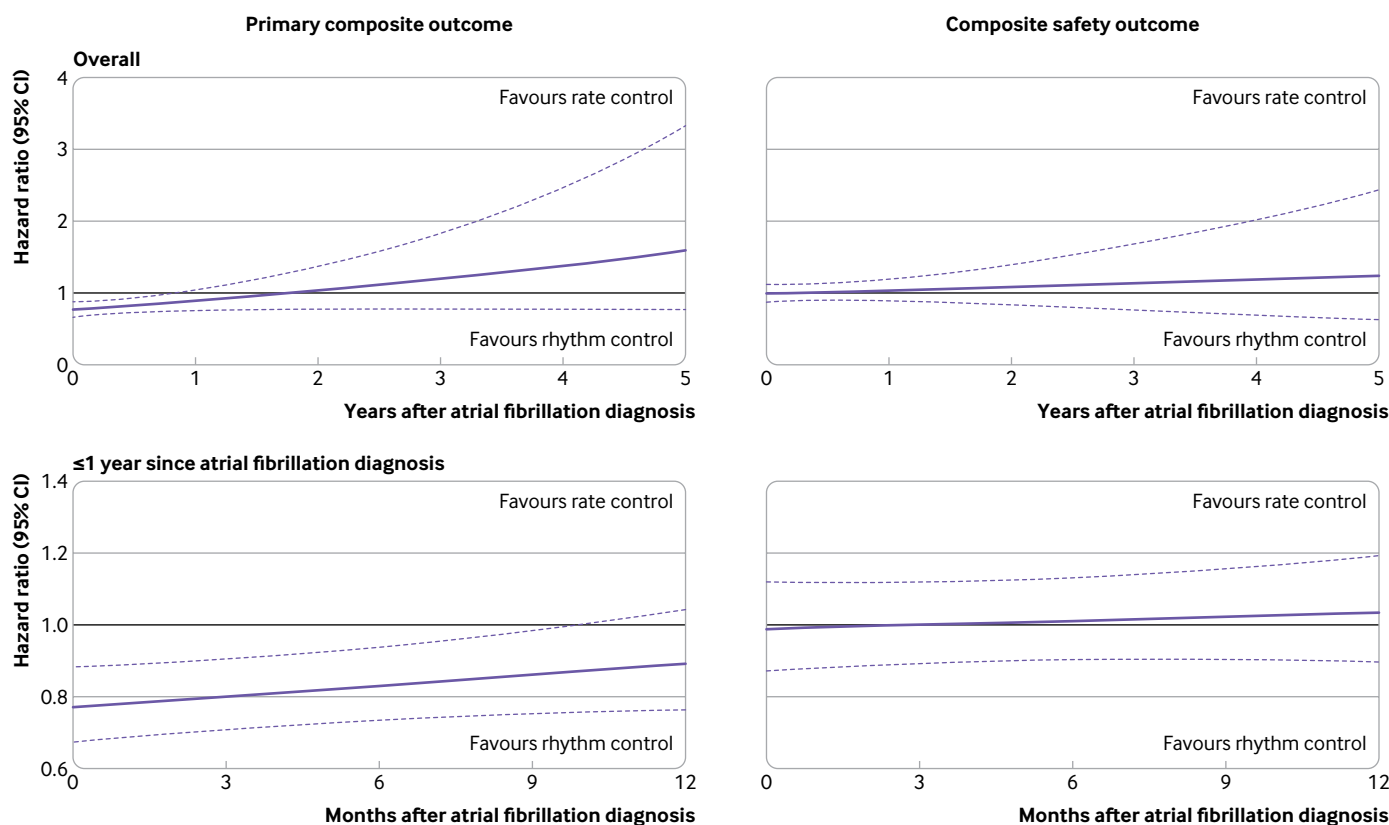 Primary composite outcome
Composite safety outcome
Overall
Hazard ratio (95% CI)
4
3
2
1
0
Favours rate control
Favours rhythm control
0 1 2 3 4 5
Years after atrial fibrillation diagnosis
Favours rate control
Favours rhythm control
0 1 2 3 4 5
Years after atrial fibrillation diagnosis
≤1 year since atrial fibrillation diagnosis
Hazard ratio (95% CI)
1.4
1.2
1.0
0.8
0.6
Favours rate control
Favours rhythm control
0 3 6 9 12
Months after atrial fibrillation diagnosis
Favours rate control
Favours rhythm control
0 3 6 9 12
Months after atrial fibrillation diagnosis